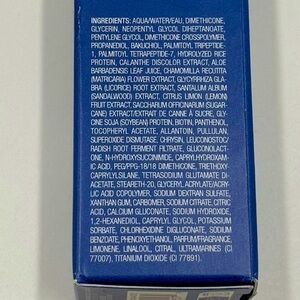 INGREDIENTS: AQUA/WATER/EAU, DIMETHICONE,
GLYCERIN, NEOPENTYL GLYCOL DIHEPTANOATE,
PENTYLENE GLYCOL, DIMETHICONE CROSSPOLYMER,
PROPANEDIOL, BAKUCHIOL, PALMITOYL TRIPEPTIDE-
1, PALMITOYL TETRAPEPTIDE-7, HYDROLYZED RICE
PROTEIN, CALANTHE DISCOLOR EXTRACT, ALOE
BARBADENSIS LEAF JUICE, CHAMOMILLA RECUTITA
(MATRICARIA) FLOWER EXTRACT, GLYCYRRHIZA GLABRA
(LICORICE) ROOT EXTRACT, SANTALUM ALBUM
(SANDALWOOD) EXTRACT, CITRUS LIMON (LEMON)
FRUIT EXTRACT, SACCHARUM OFFICINARUM (SUGAR-
CANE) EXTRACT/EXTRAIT DE CANNE À SUCRE, GLY-
CINE SOJA (SOYBEAN) PROTEIN, BIOTIN, PANTHENOL,
TOCOPHERYL ACETATE, ALLANTOIN, PULLULAN,
SUPEROXIDE DISMUTASE, CHRYSIN, LEUCONOSTOC/
RADISH ROOT FERMENT FILTRATE, GLUCONOLACT-
ONE, N-HYDROXYSUCCINIMIDE, CAPRYLHYDROXAM-
IC ACID, PEG/PPG-18/18 DIMETHICONE, TRIETHOXY-
CAPRYLYLSILANE, TETRASODIUM GLUTAMATE DI-
ACETATE, STEARETH-20, GLYCERYL ACRYLATE/ACRY-
LIC ACID COPOLYMER, SODIUM DEXTRAN SULFATE,
XANTHAN GUM, CARBOMER, SODIUM CITRATE, CITRIC
ACID, CALCIUM GLUCONATE, SODIUM HYDROXIDE,
1,2-HEXANEDIOL, CAPRYLYL GLYCOL, POTASSIUM
SORBATE, CHLORHEXIDINE DIGLUCONATE, SODIUM
BENZOATE, PHENOXYETHANOL, PARFUM/FRAGRANCE,
LIMONENE, LINALOOL, CITRAL, ULTRAMARINES (CI
77007), TITANIUM DIOXIDE (CI 77891).